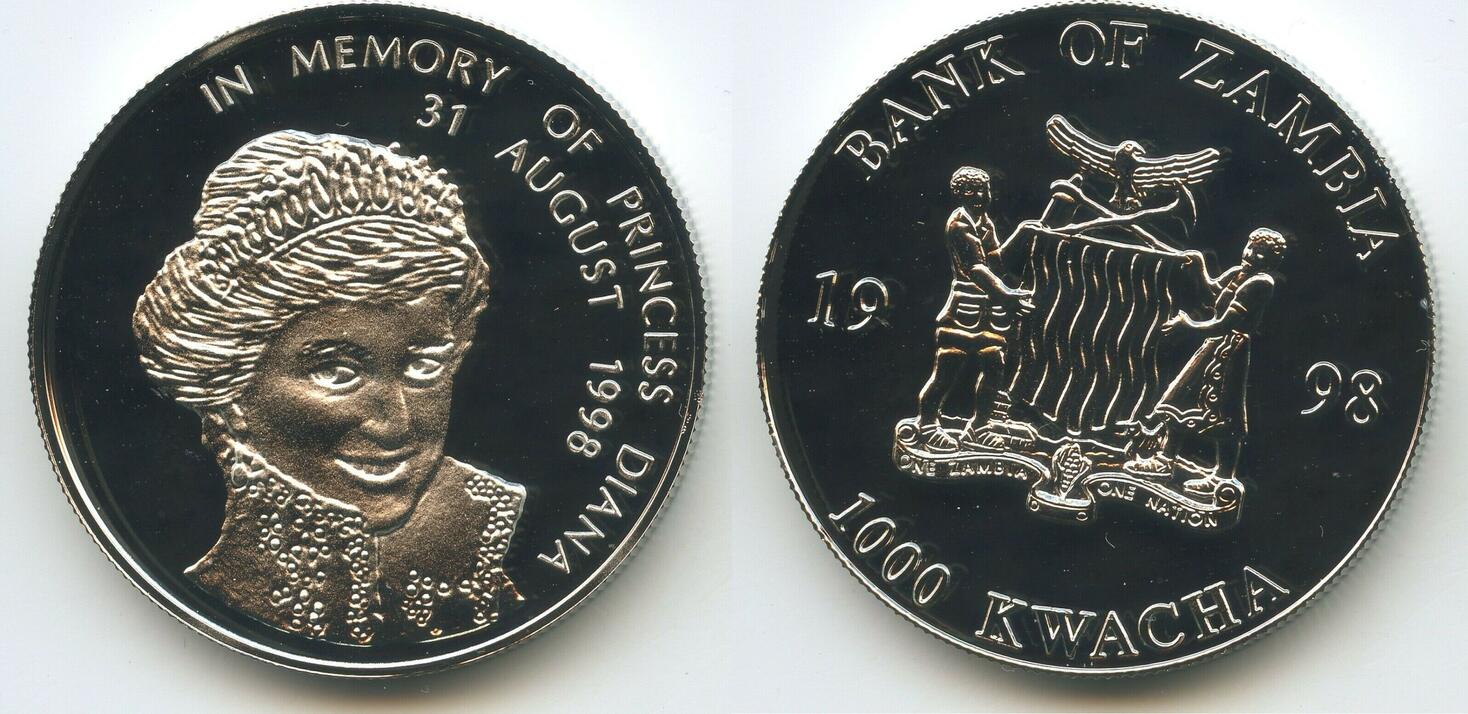 IN MEMORY OF PRINCESS DIANA
31 AUGUST 1998
BANK OF ZAMBIA
19 98
ONE ZAMBIA ONE NATION
1000 KWACHA